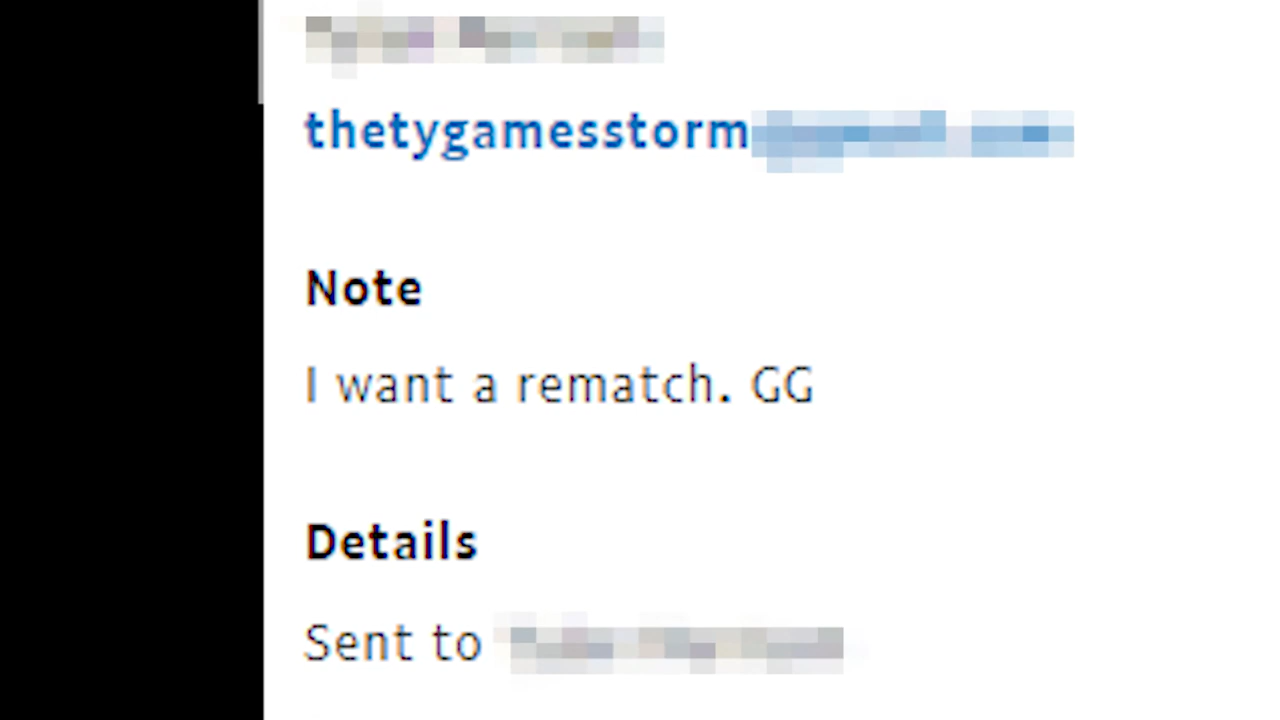 thetygamesstorm
Note
I want a rematch. GG
Details
Sent to